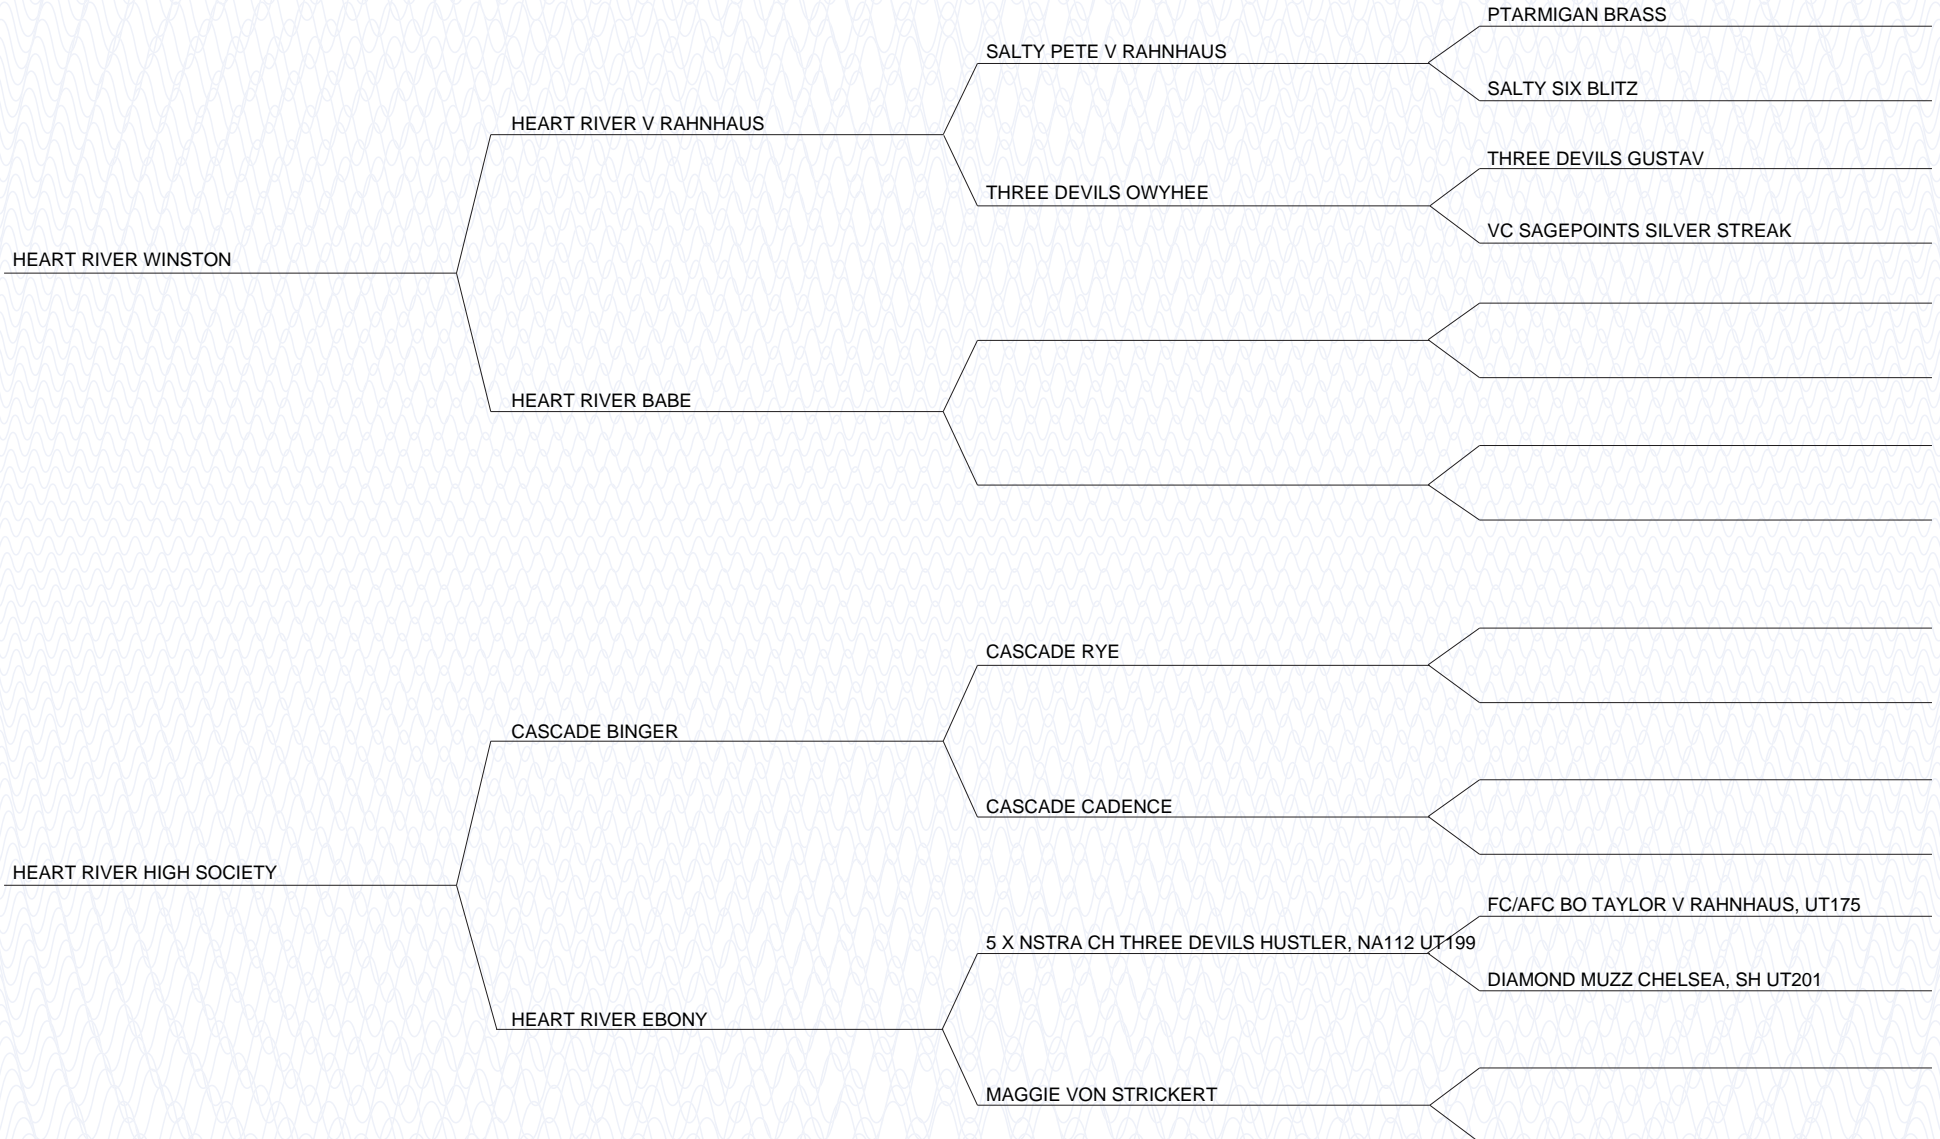 PTARMIGAN BRASS
SALTY PETE V RAHNHAUS
SALTY SIX BLITZ
HEART RIVER V RAHNHAUS
THREE DEVILS GUSTAV
THREE DEVILS OWYHEE
VC SAGEPOINTS SILVER STREAK
HEART RIVER WINSTON
HEART RIVER BABE
CASCADE RYE
CASCADE BINGER
CASCADE CADENCE
HEART RIVER HIGH SOCIETY
FC/AFC BO TAYLOR V RAHNHAUS, UT175
5 X NSTRA CH THREE DEVILS HUSTLER, NA112 UT199
DIAMOND MUZZ CHELSEA, SH UT201
HEART RIVER EBONY
MAGGIE VON STRICKERT